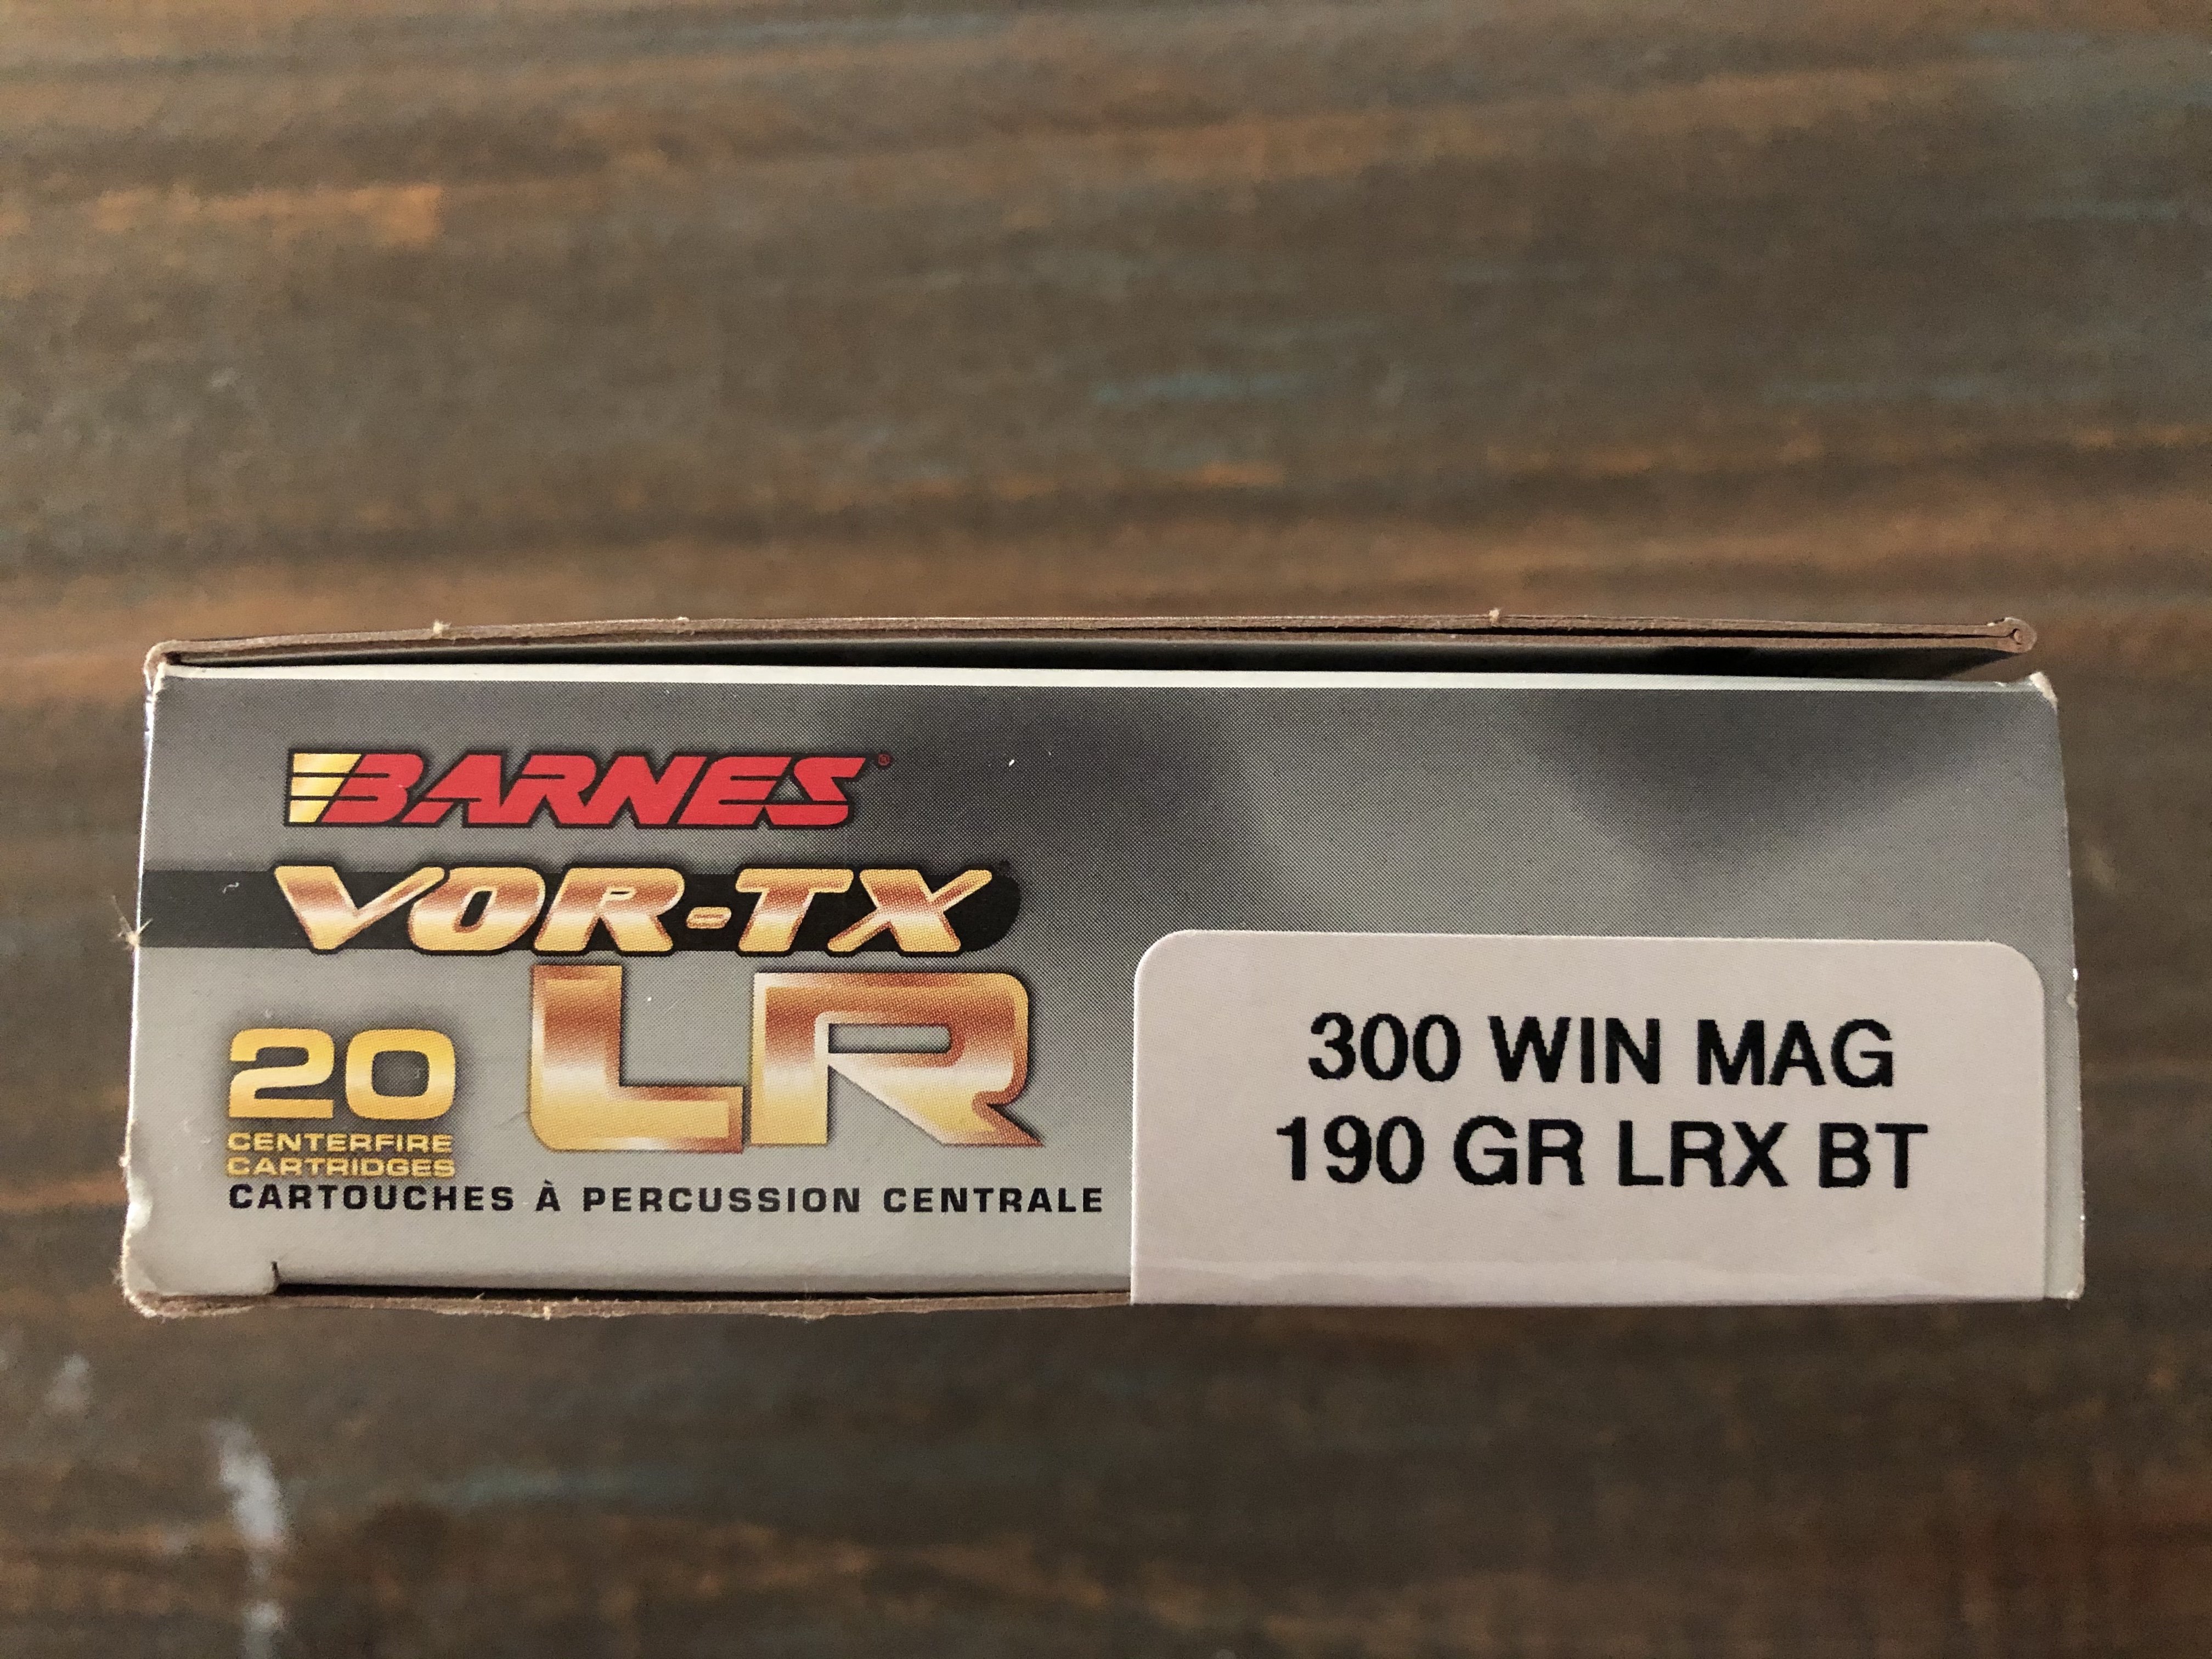 BARNES®
VOR-TX
LR
20
CENTERFIRE
CARTRIDGES
CARTOUCHES À PERCUSSION CENTRALE
300 WIN MAG
190 GR LRX BT